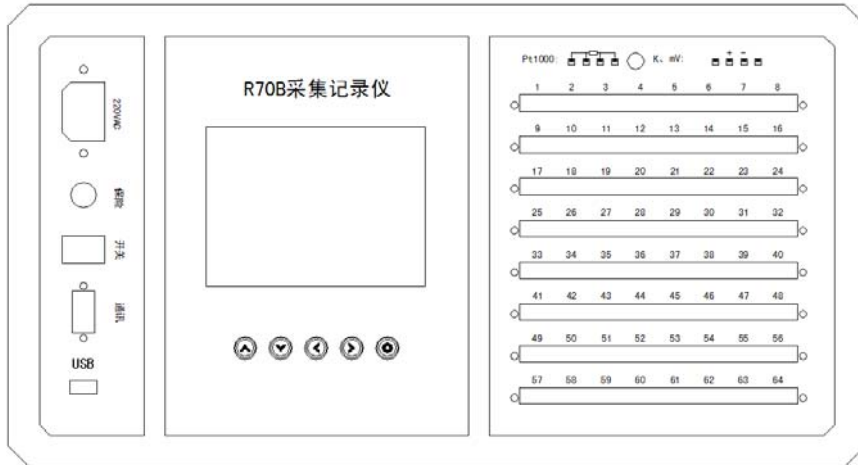 220VAC
保险
开关
通讯
USB
R70B采集记录仪
Pt1000: K、mV: + -
1 2 3 4 5 6 7 8
9 10 11 12 13 14 15 16
17 18 19 20 21 22 23 24
25 26 27 28 29 30 31 32
33 34 35 36 37 38 39 40
41 42 43 44 45 46 47 48
49 50 51 52 53 54 55 56
57 58 59 60 61 62 63 64